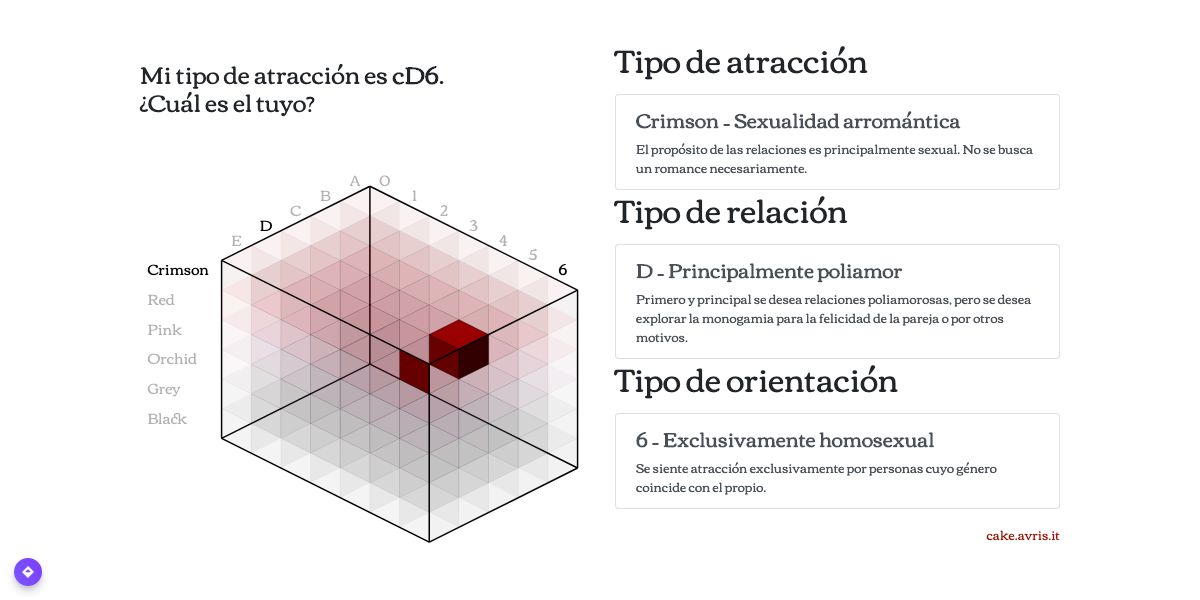 Mi tipo de atracción es cD6.
¿Cuál es el tuyo?
A O
B 1
C 2
D 3
E 4
5
6
Crimson
Red
Pink
Orchid
Grey
Black
Tipo de atracción
Crimson - Sexualidad arromántica
El propósito de las relaciones es principalmente sexual. No se busca
un romance necesariamente.
Tipo de relación
D - Principalmente poliamor
Primero y principal se desea relaciones poliamorosas, pero se desea
explorar la monogamia para la felicidad de la pareja o por otros
motivos.
Tipo de orientación
6 - Exclusivamente homosexual
Se siente atracción exclusivamente por personas cuyo género
coincide con el propio.
cake.avris.it